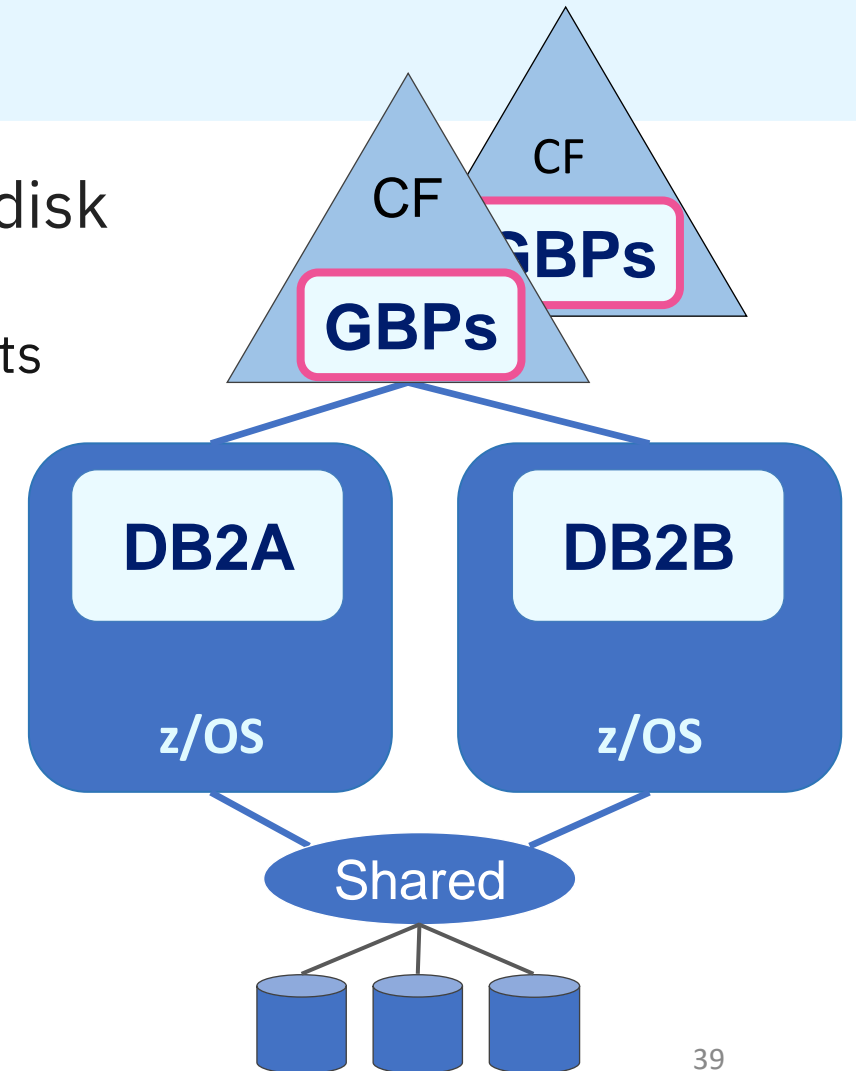 CF
disk
CF
GBPs
ts
GBPs
DB2A
DB2B
z/OS
z/OS
Shared
39